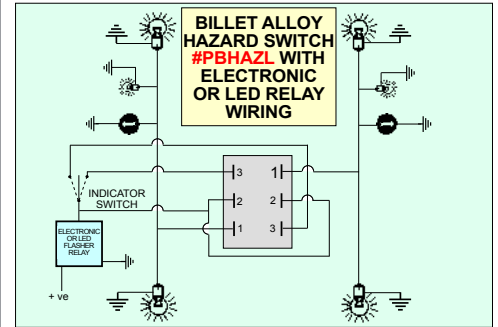 BILLET ALLOY
HAZARD SWITCH
#PBHAZL WITH
ELECTRONIC
OR LED RELAY
WIRING
3 1
INDICATOR
SWITCH
2 2
1 3
ELECTRONIC
OR LED
FLASHER
RELAY
+ ve